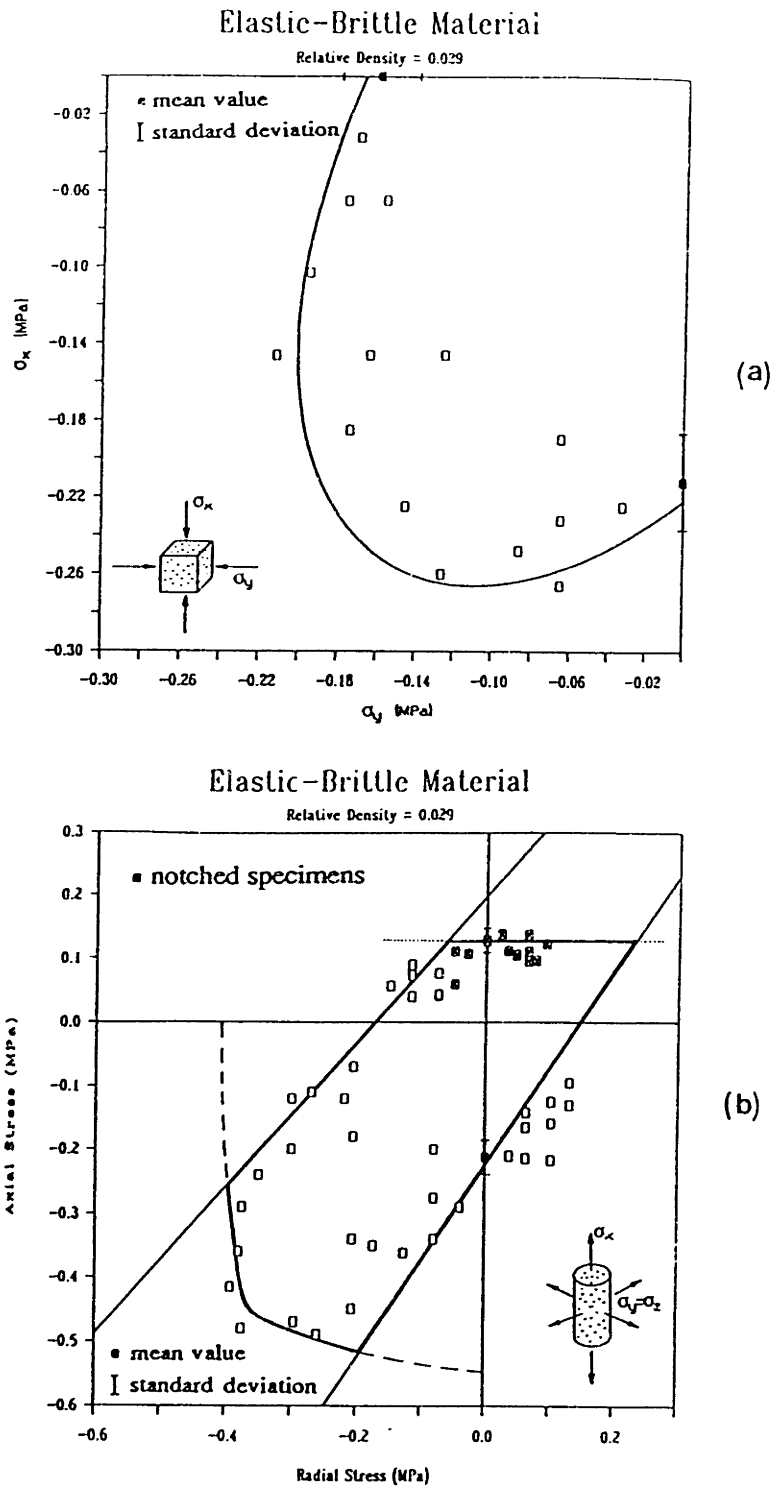 Elastic-Brittle Materiai
Relative Density = 0.029
mean value
I standard deviation
-0.02
-0.06
-0.10
-0.14
-0.18
-0.22
-0.26
-0.30
σx [MPa]
σx
σy
-0.30
-0.26
-0.22
-0.18
-0.14
-0.10
-0.06
-0.02
σy [MPa]
(a)
Elastic-Brittle Material
Relative Density = 0.029
notched specimens
0.3
0.2
0.1
0.0
-0.1
-0.2
-0.3
-0.4
-0.5
-0.6
Axial Stress (MPa)
mean value
I standard deviation
σx
σy=σz
-0.6
-0.4
-0.2
0.0
0.2
Radial Stress (MPa)
(b)